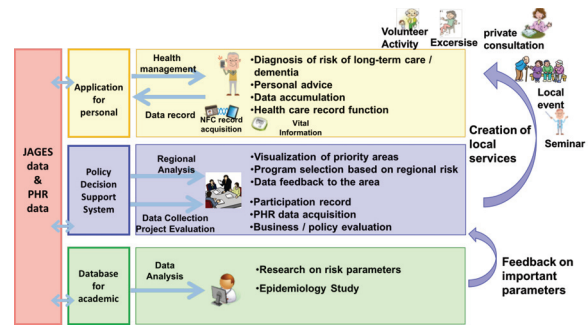 Volunteer
Activity
Excersise
private
consultation
Local
event
Seminar
Creation of
local
services
Feedback on
important
parameters
JAGES
data
&
PHR
data
Application
for
personal
Health
management
Data record
NFC record
acquisition
Vital
Information
•Diagnosis of risk of long-term care /
dementia
•Personal advice
•Data accumulation
•Health care record function
Policy
Decision
Support
System
Regional
Analysis
Data Collection
Project Evaluation
•Visualization of priority areas
•Program selection based on regional risk
•Data feedback to the area
•Participation record
•PHR data acquisition
•Business / policy evaluation
Database
for
academic
Data
Analysis
•Research on risk parameters
•Epidemiology Study